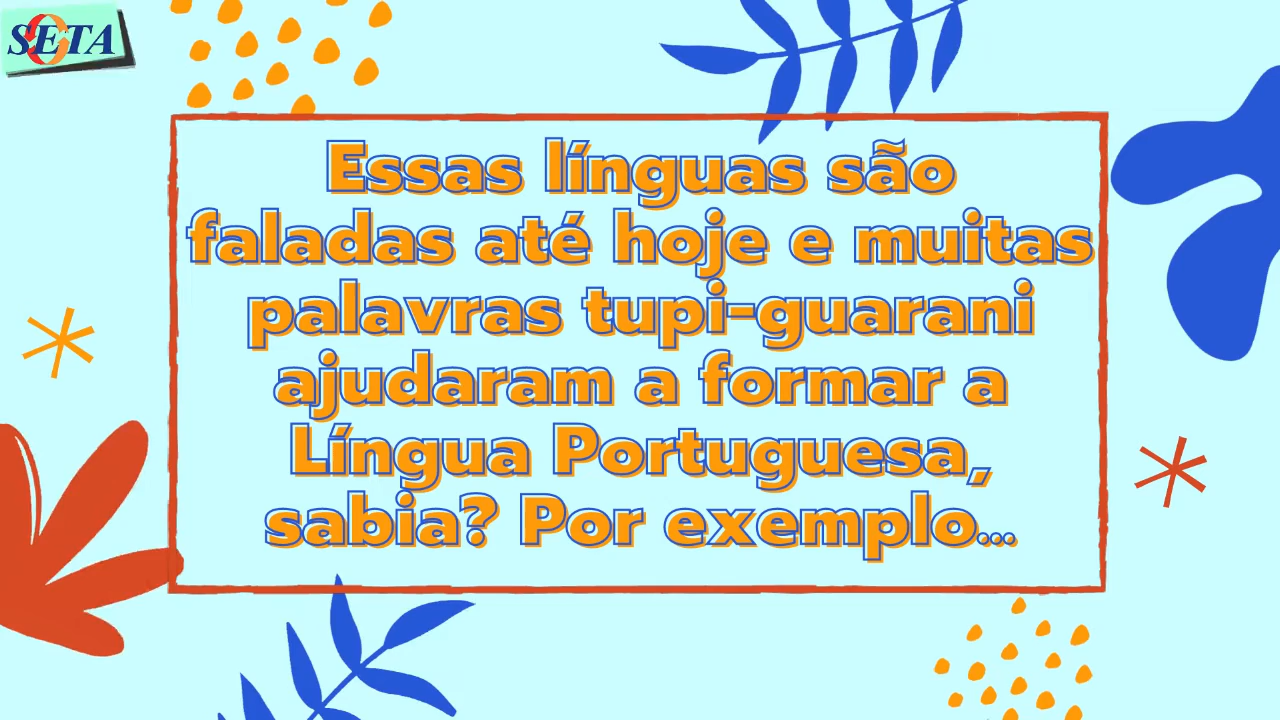 SETA
Essas línguas são
faladas até hoje e muitas
palavras tupi-guarani
ajudaram a formar a
Língua Portuguesa,
sabia? Por exemplo...